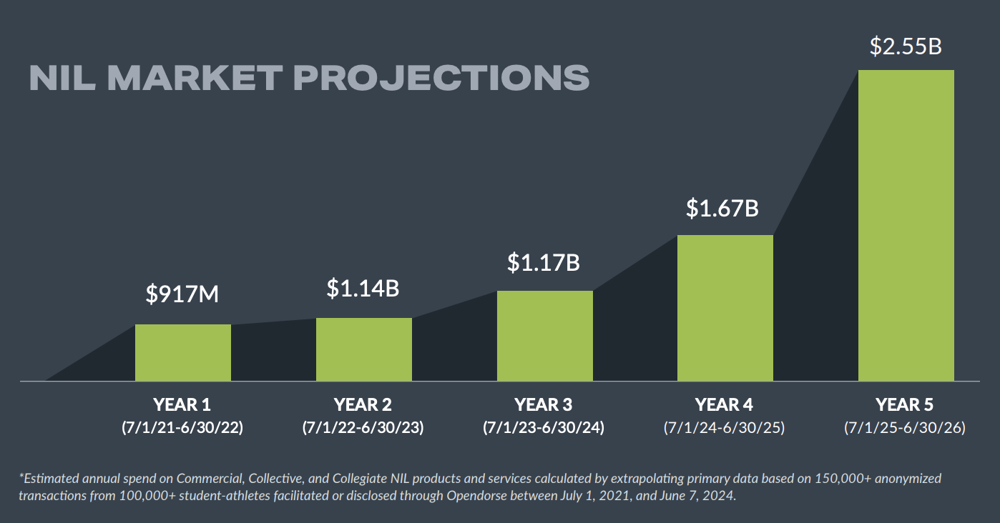 $2.55B
NIL MARKET PROJECTIONS
$1.67B
$1.17B
$1.14B
$917M
YEAR 1 YEAR 2 YEAR 3 YEAR 4 YEAR 5
(7/1/21-6/30/22) (7/1/22-6/30/23) (7/1/23-6/30/24) (7/1/24-6/30/25) (7/1/25-6/30/26)
*Estimated annual spend on Commercial, Collective, and Collegiate NIL products and services calculated by extrapolating primary data based on 150,000+ anonymized
transactions from 100,000+ student-athletes facilitated or disclosed through Opendorse between July 1, 2021, and June 7, 2024.